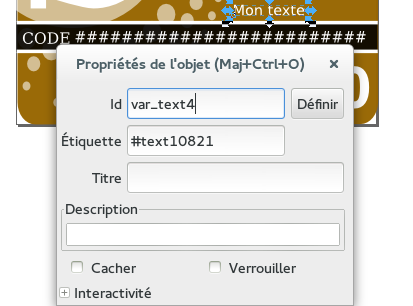 Mon texte
CODE #########################
Propriétés de l'objet (Maj+Ctrl+O) ×
Id var_text4 Définir
Étiquette #text10821
Titre
Description
Cacher Verrouiller
Interactivité